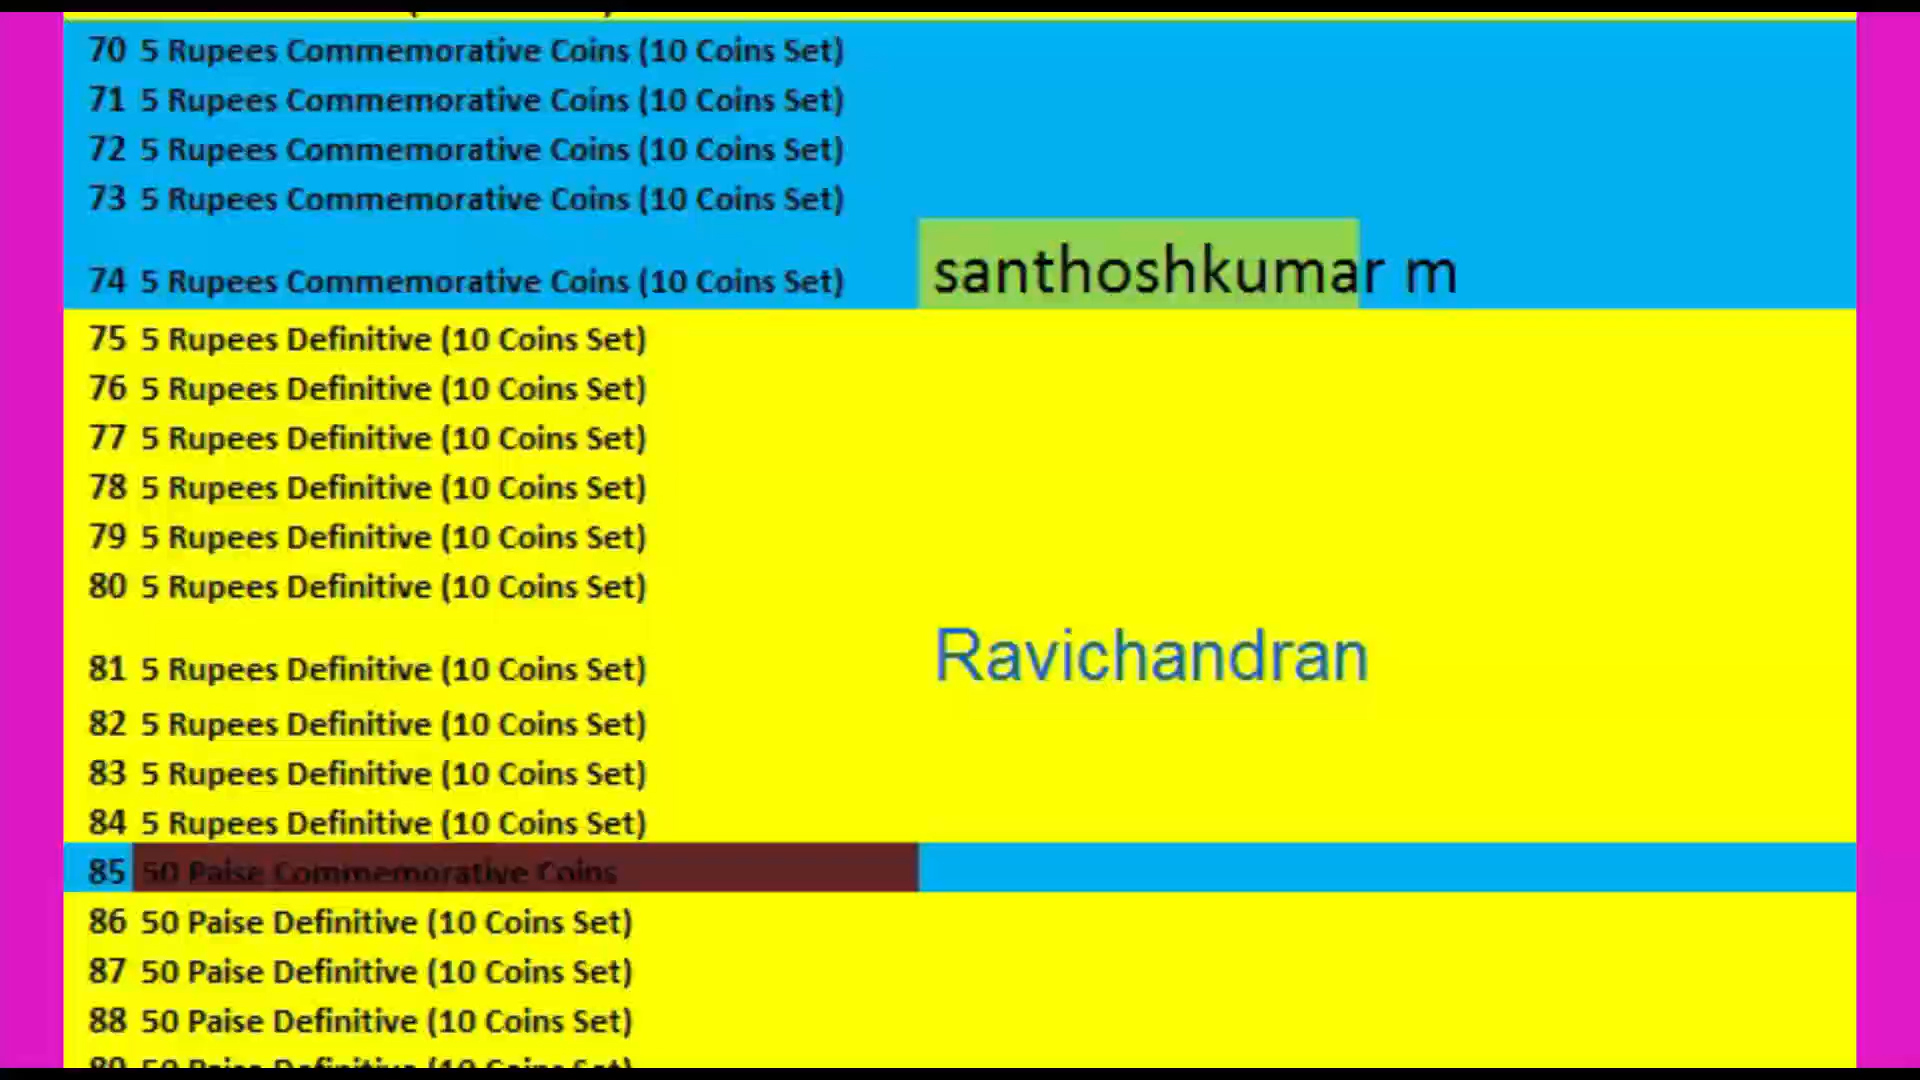 70 5 Rupees Commemorative Coins (10 Coins Set)
71 5 Rupees Commemorative Coins (10 Coins Set)
72 5 Rupees Commemorative Coins (10 Coins Set)
73 5 Rupees Commemorative Coins (10 Coins Set)
74 5 Rupees Commemorative Coins (10 Coins Set) santhoshkumar m
75 5 Rupees Definitive (10 Coins Set)
76 5 Rupees Definitive (10 Coins Set)
77 5 Rupees Definitive (10 Coins Set)
78 5 Rupees Definitive (10 Coins Set)
79 5 Rupees Definitive (10 Coins Set)
80 5 Rupees Definitive (10 Coins Set)
81 5 Rupees Definitive (10 Coins Set) Ravichandran
82 5 Rupees Definitive (10 Coins Set)
83 5 Rupees Definitive (10 Coins Set)
84 5 Rupees Definitive (10 Coins Set)
85 50 Paise Commemorative Coins
86 50 Paise Definitive (10 Coins Set)
87 50 Paise Definitive (10 Coins Set)
88 50 Paise Definitive (10 Coins Set)
89 50 Paise Definitive (10 Coins Set)